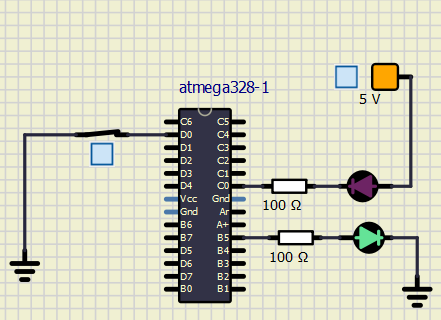 atmega328-1
5 V
C6 C5
D0 C4
D1 C3
D2 C2
D3 C1
D4 C0
Vcc Gnd
Gnd Ar
B6 A+
B7 B5
D5 B4
D6 B3
D7 B2
B0 B1
100 Ω
100 Ω